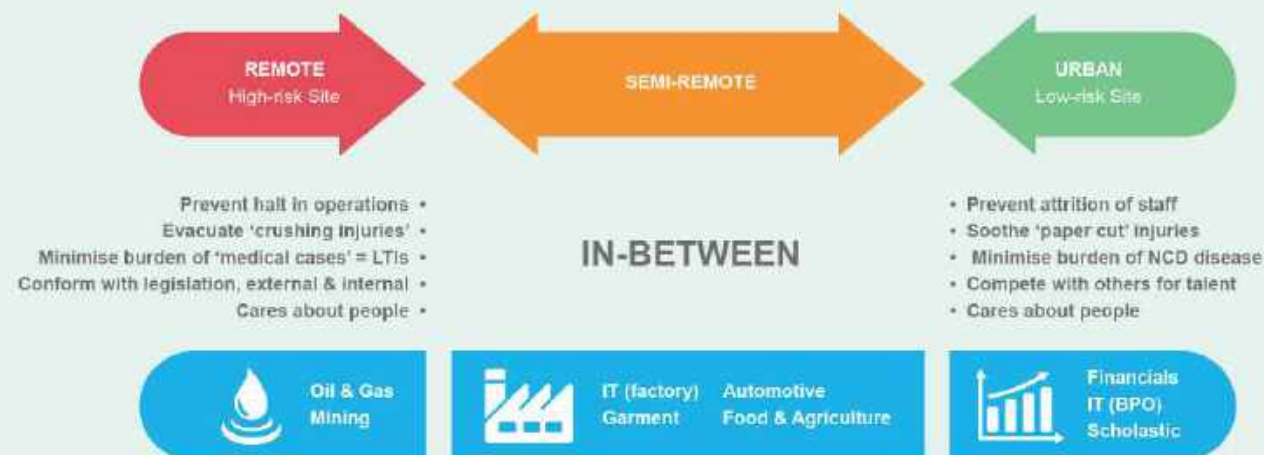 REMOTE
High-risk Site
SEMI-REMOTE
URBAN
Low-risk Site
Prevent halt in operations •
Evacuate ‘crushing injuries’ •
Minimise burden of ‘medical cases’ = LTIs •
Conform with legislation, external & internal •
Cares about people •
IN-BETWEEN
• Prevent attrition of staff
• Soothe ‘paper cut’ injuries
• Minimise burden of NCD disease
• Compete with others for talent
• Cares about people
Oil & Gas
Mining
IT (factory) Automotive
Garment Food & Agriculture
Financials
IT (BPO)
Scholastic